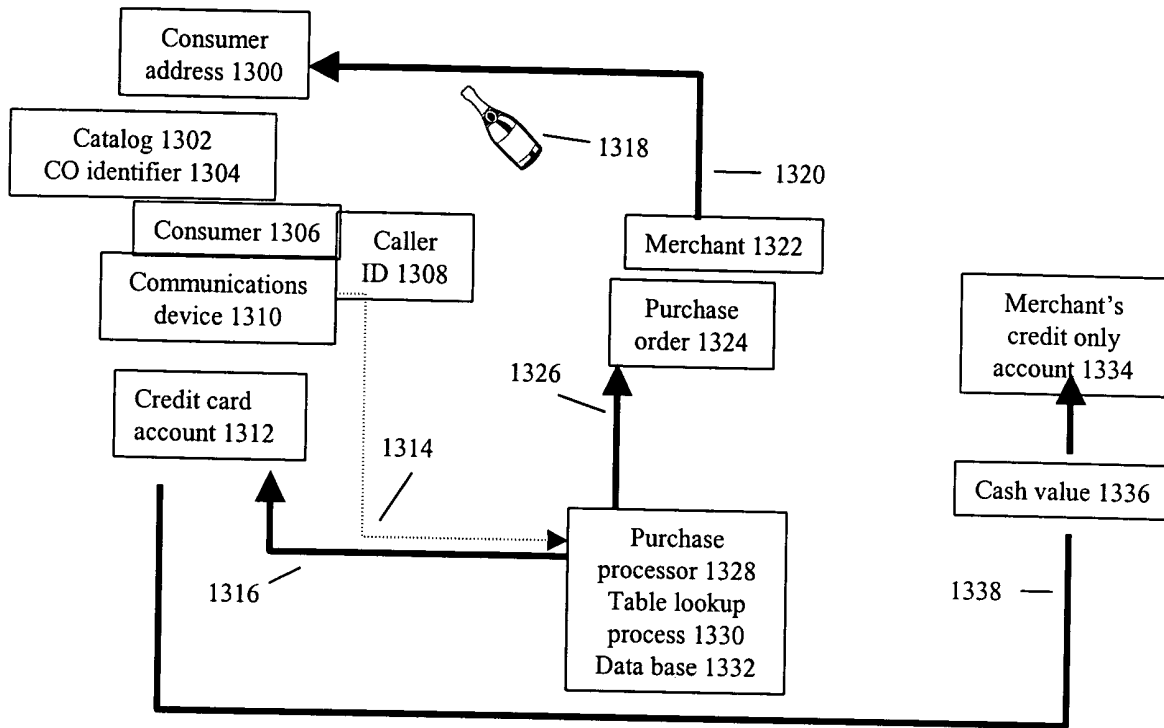 Consumer
address 1300
Catalog 1302
CO identifier 1304
1318
1320
Consumer 1306
Caller
ID 1308
Merchant 1322
Communications
device 1310
Purchase
order 1324
Merchant's
credit only
account 1334
1326
Credit card
account 1312
1314
Cash value 1336
Purchase
processor 1328
Table lookup
process 1330
Data base 1332
1316
1338